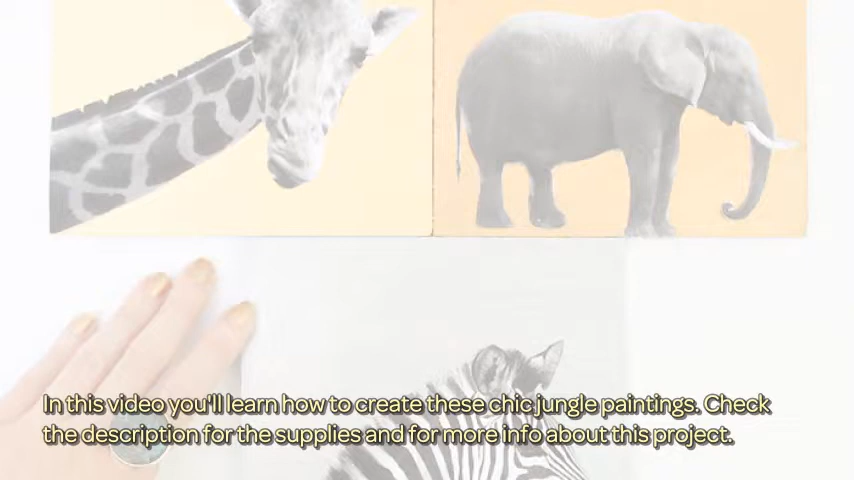 In this video you'll learn how to create these chic jungle paintings. Check
the description for the supplies and for more info about this project.